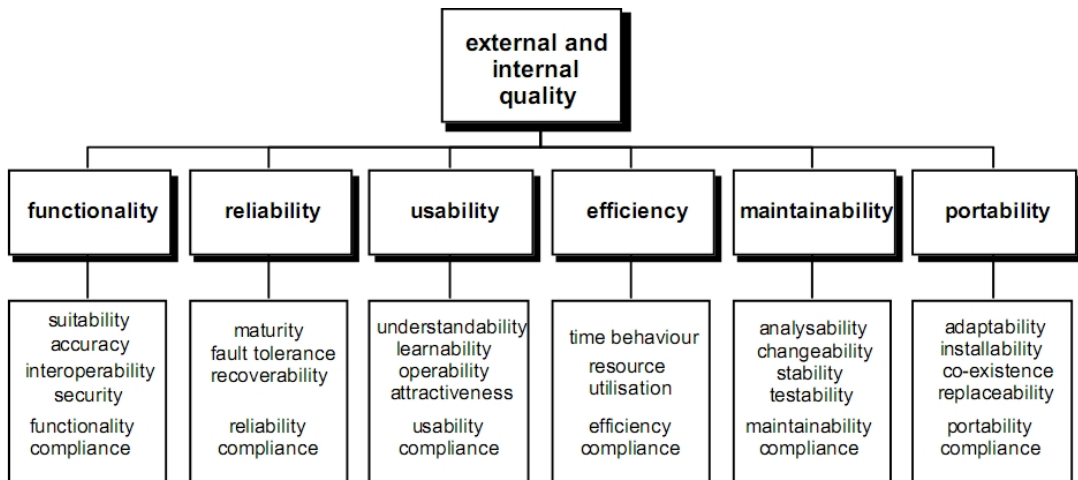 external and
internal
quality
functionality
reliability
usability
efficiency
maintainability
portability
suitability
accuracy
interoperability
security
functionality
compliance
maturity
fault tolerance
recoverability
reliability
compliance
understandability
learnability
operability
attractiveness
usability
compliance
time behaviour
resource
utilisation
efficiency
compliance
analysability
changeability
stability
testability
maintainability
compliance
adaptability
installability
co-existence
replaceability
portability
compliance